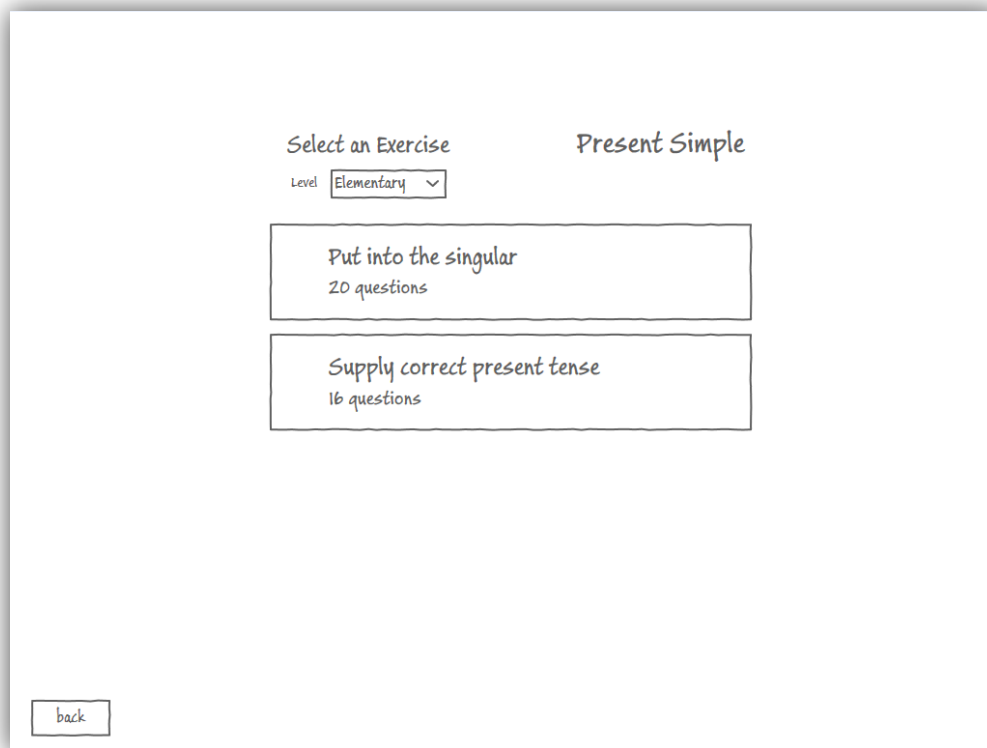 Select an Exercise
Present Simple
Level
Elementary
Put into the singular
20 questions
Supply correct present tense
16 questions
back